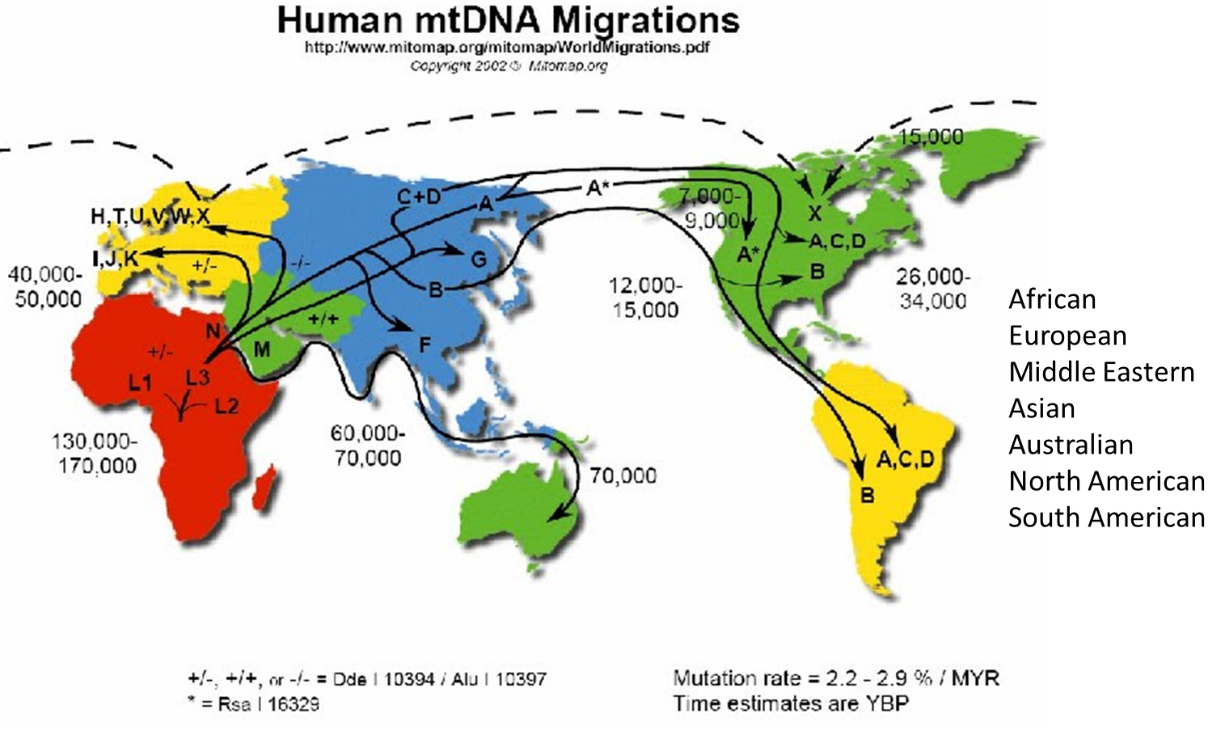 Human mtDNA Migrations
http://www.mitomap.org/mitomap/WorldMigrations.pdf
Copyright 2002 © Mitomap.org
15,000
C+D
A
A*
7,000-
9,000
X
H,T,U,V,W,X
A,C,D
A*
I,J,K
+/-
-/-
G
B
B
40,000-
50,000
12,000-
15,000
26,000-
34,000
African
N
+/+
European
M
F
+/-
L1
L3
L2
Middle Eastern
Asian
130,000-
170,000
60,000-
70,000
70,000
Australian
A,C,D
North American
B
South American
+/-, +/+, or -/- = Dde I 10394 / Alu I 10397
* = Rsa I 16329
Mutation rate = 2.2 - 2.9 % / MYR
Time estimates are YBP